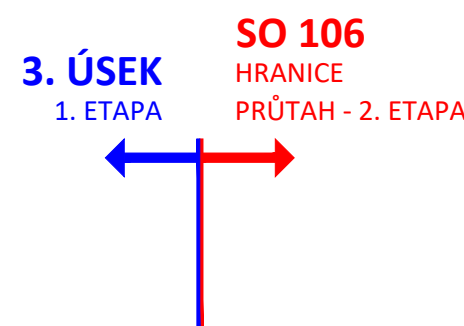 3. ÚSEK
1. ETAPA
SO 106
HRANICE
PRŮTAH - 2. ETAPA